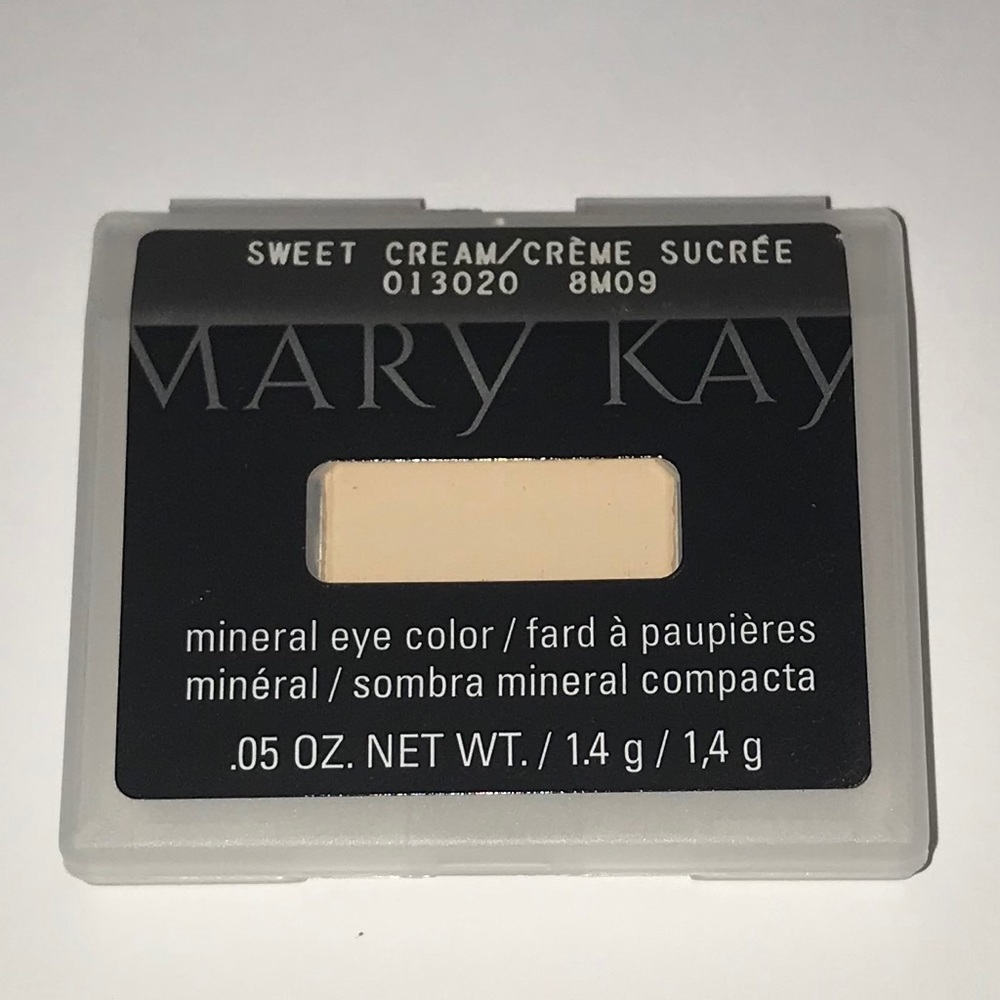 SWEET CREAM/CRÈME SUCRÉE
013020 8M09
MARY KAY
mineral eye color / fard à paupières
minéral / sombra mineral compacta
.05 OZ. NET WT. / 1.4 g / 1,4 g